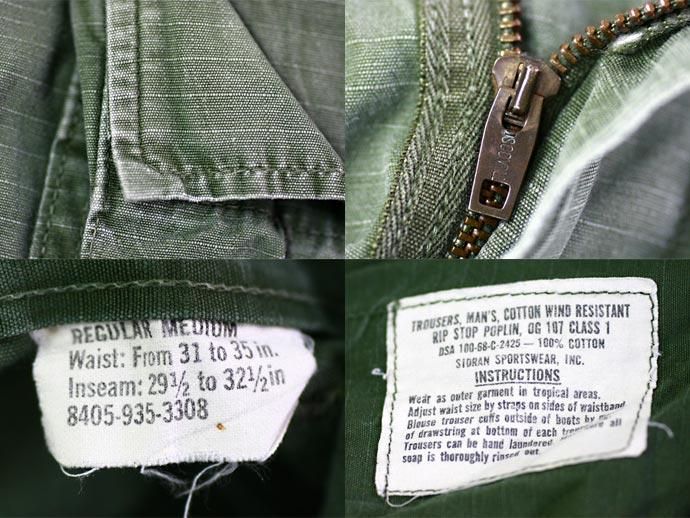 SCOVILL
REGULAR MEDIUM
Waist: From 31 to 35 in.
Inseam: 29½ to 32½ in
8405-935-3308
TROUSERS, MAN'S, COTTON WIND RESISTANT
RIP STOP POPLIN, OG 107 CLASS 1
DSA 100-68-C-2425 — 100% COTTON
SIDRAN SPORTSWEAR, INC.
INSTRUCTIONS
Wear as outer garment in tropical areas.
Adjust waist size by straps on sides of waistband
Blouse trouser cuffs outside of boots by
of drawstring at bottom of each all
Trousers can be hand laundered
soap is thoroughly rinsed out.